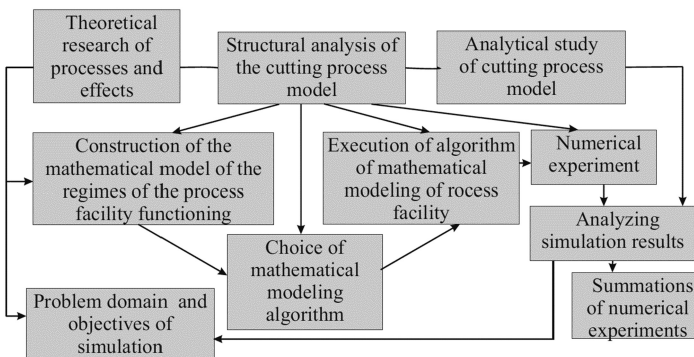 Theoretical
research of
processes and
effects
Structural analysis of
the cutting process
model
Analytical study
of cutting process
model
Construction of the
mathematical model of the
regimes of the process
facility functioning
Execution of algorithm
of mathematical
modeling of rocess
facility
Numerical
experiment
Choice of
mathematical
modeling
algorithm
Analyzing
simulation results
Problem domain and
objectives of
simulation
Summations
of numerical
experiments